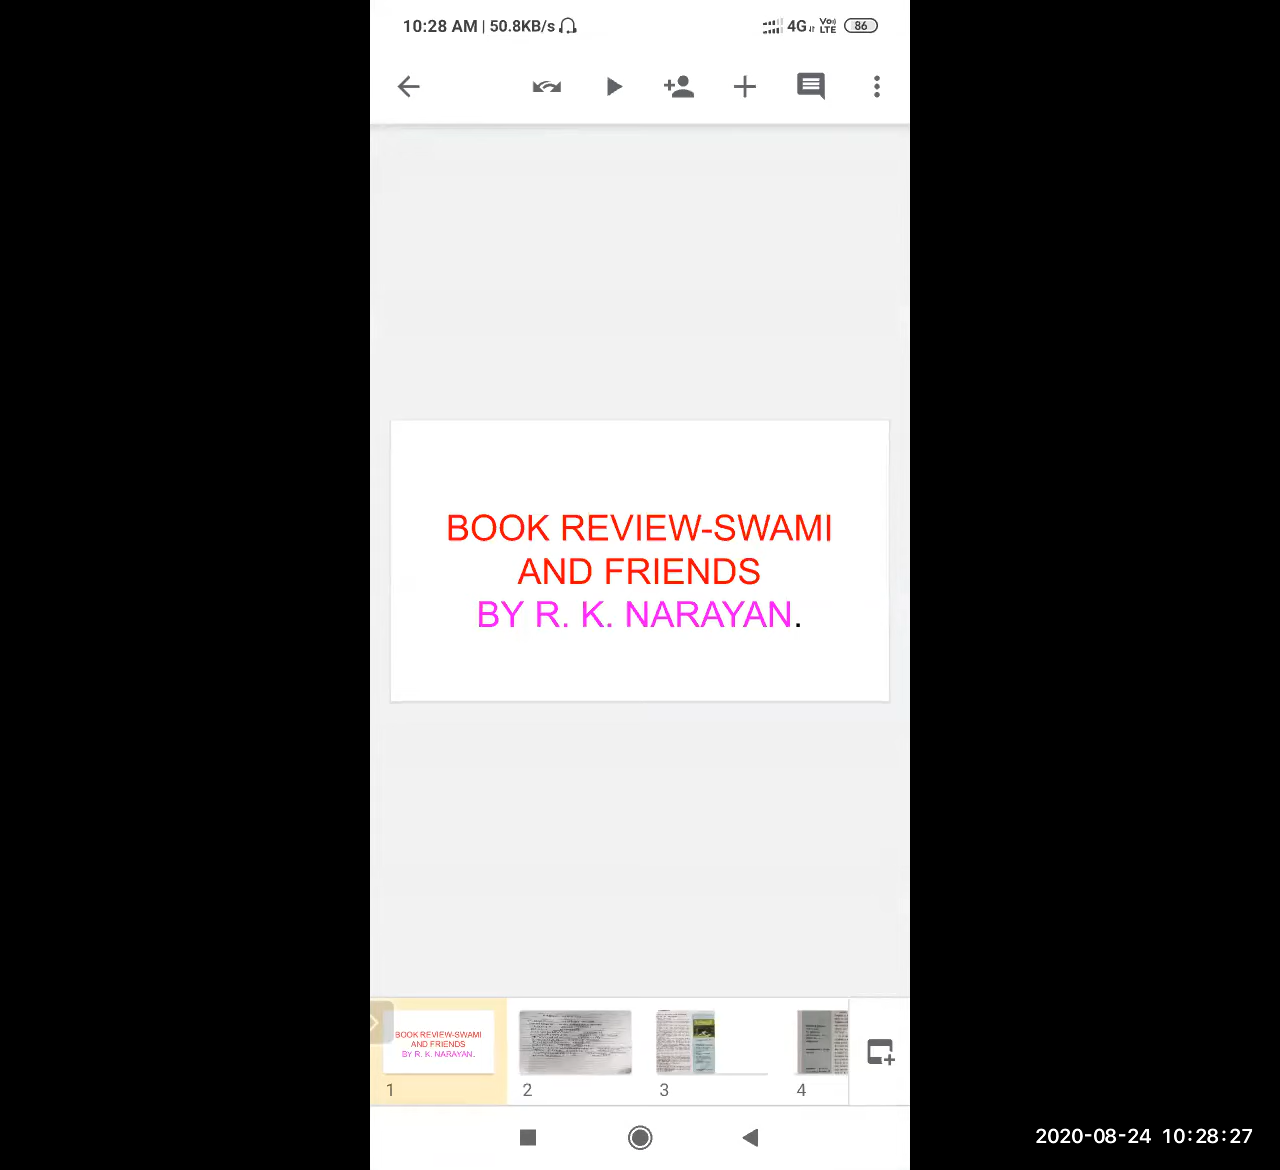 10:28 AM | 50.8KB/s 4G VoLTE 86
BOOK REVIEW-SWAMI
AND FRIENDS
BY R. K. NARAYAN.
BOOK REVIEW-SWAMI
AND FRIENDS
BY R. K. NARAYAN.
1 2 3 4
2020-08-24 10:28:27